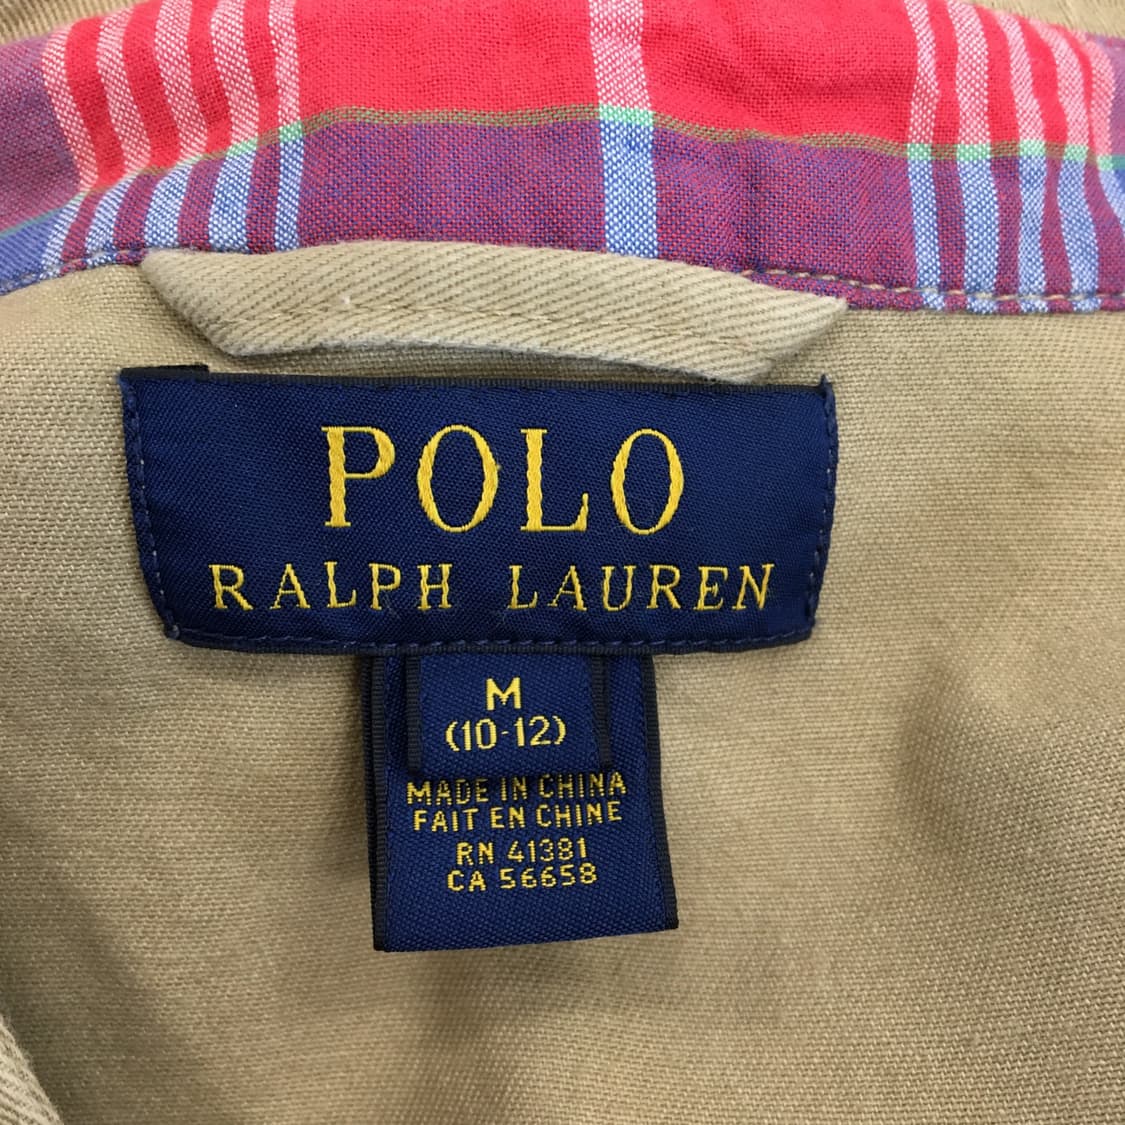 POLO
RALPH LAUREN
M
(10-12)
MADE IN CHINA
FAIT EN CHINE
RN 41381
CA 56658